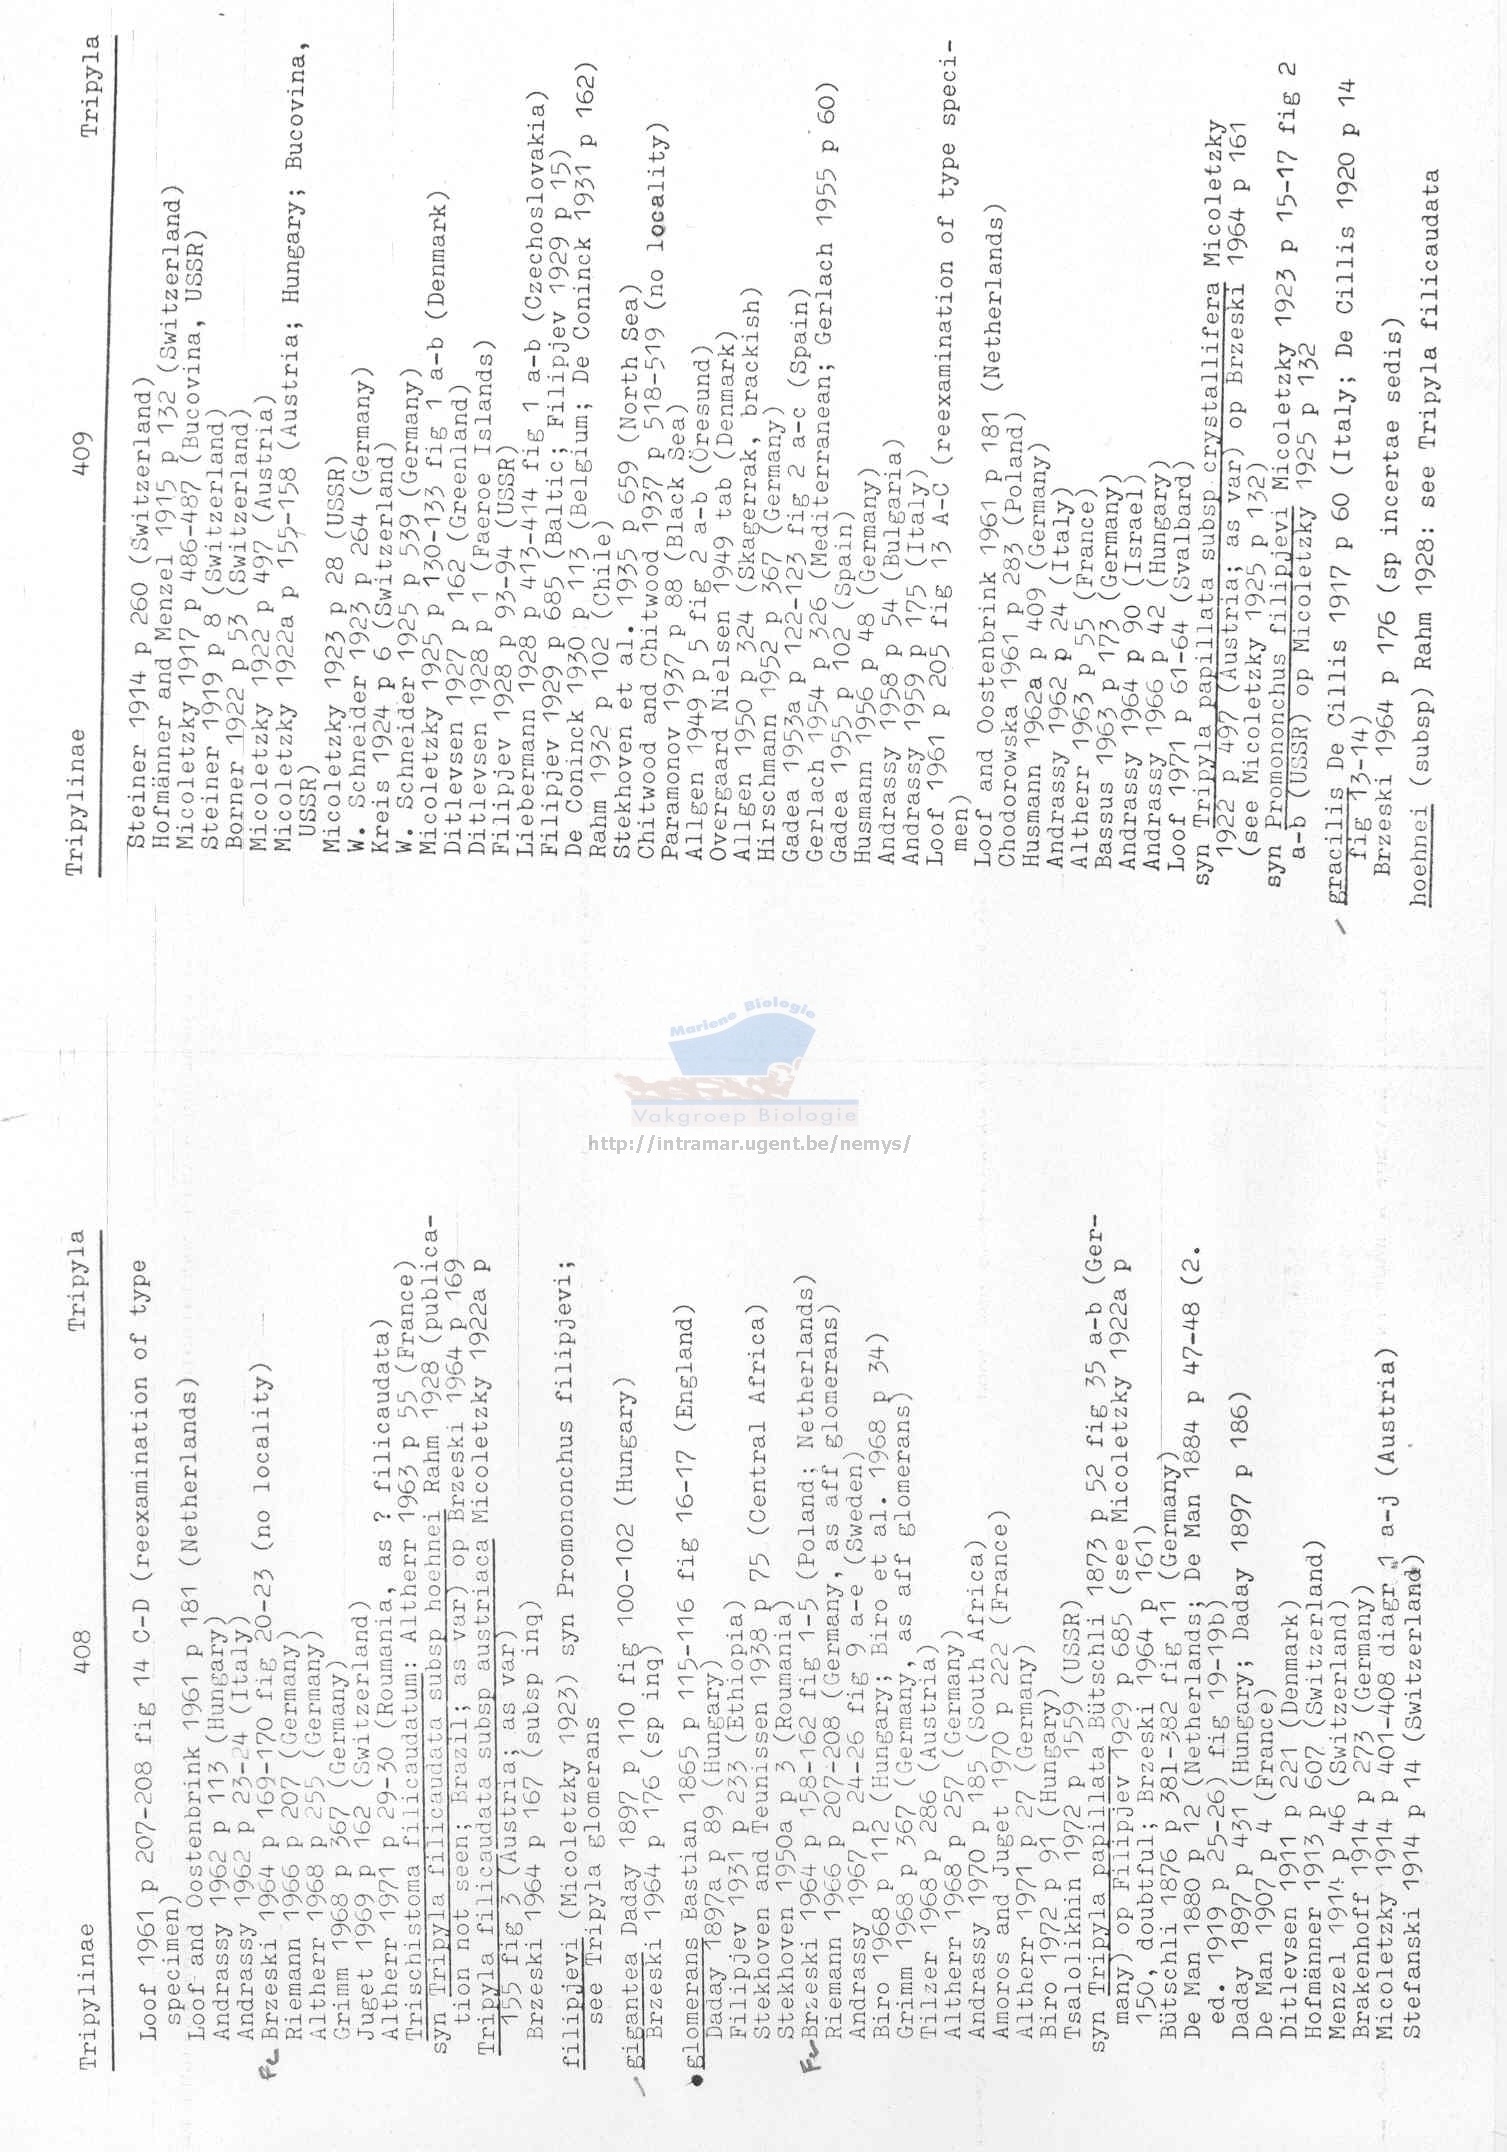 Tripylinae 408 Tripyla
Loof 1961 p 207-208 fig 14 C-D (reexamination of type
specimen)
Loof and Oostenbrink 1961 p 181 (Netherlands)
Andrassy 1962 p 113 (Hungary)
Andrassy 1962 p 23-24 (Italy)
Brzeski 1964 p 169-170 fig 20-23 (no locality)
Riemann 1966 p 207 (Germany)
Altherr 1968 p 255 (Germany)
Grimm 1968 p 367 (Germany)
Juget 1969 p 162 (Switzerland)
Altherr 1971 p 29-30 (Roumania, as ? filicaudata)
Trischistoma filicaudatum: Altherr 1963 p 55 (France)
syn Tripyla filicaudata subsp hoehnei Rahm 1928 (publica-
tion not seen; Brazil; as var) op Brzeski 1964 p 169
Tripyla filicaudata subsp austriaca Micoletzky 1922a p
155 fig 3 (Austria; as var)
Brzeski 1964 p 167 (subsp inq)
filipjevi (Micoletzky 1923) syn Promononchus filipjevi;
see Tripyla glomerans
gigantea Daday 1897 p 110 fig 100-102 (Hungary)
Brzeski 1964 p 176 (sp inq)
glomerans Bastian 1865 p 115-116 fig 16-17 (England)
Daday 1897a p 89 (Hungary)
Filipjev 1931 p 233 (Ethiopia)
Stekhoven and Teunissen 1938 p 75 (Central Africa)
Stekhoven 1950a p 3 (Roumania)
Brzeski 1964 p 158-162 fig 1-5 (Poland; Netherlands)
Riemann 1966 p 207-208 (Germany, as aff glomerans)
Andrassy 1967 p 24-26 fig 9 a-e (Sweden)
Biro 1968 p 112 (Hungary; Biro et al. 1968 p 34)
Grimm 1968 p 367 (Germany, as aff glomerans)
Tilzer 1968 p 286 (Austria)
Altherr 1968 p 257 (Germany)
Andrassy 1970 p 185 (South Africa)
Amoros and Juget 1970 p 222 (France)
Altherr 1971 p 27 (Germany)
Biro 1972 p 91 (Hungary)
Tsalolikhin 1972 p 1559 (USSR)
syn Tripyla papillata Bütschli 1873 p 52 fig 35 a-b (Ger-
many) op Filipjev 1929 p 685 (see Micoletzky 1922a p
150, doubtful; Brzeski 1964 p 161)
Bütschli 1876 p 381-382 fig 11 (Germany)
De Man 1880 p 12 (Netherlands; De Man 1884 p 47-48 (2.
ed. 1919 p 25-26) fig 19-19b)
Daday 1897 p 431 (Hungary; Daday 1897 p 186)
De Man 1907 p 4 (France)
Ditlevsen 1911 p 221 (Denmark)
Hofmänner 1913 p 607 (Switzerland)
Menzel 1914 p 46 (Switzerland)
Brakenhoff 1914 p 273 (Germany)
Micoletzky 1914 p 401-408 diagr 1 a-j (Austria)
Stefanski 1914 p 14 (Switzerland)
Tripylinae 409 Tripyla
Steiner 1914 p 260 (Switzerland)
Hofmänner and Menzel 1915 p 132 (Switzerland)
Micoletzky 1917 p 486-487 (Bucovina, USSR)
Steiner 1919 p 8 (Switzerland)
Borner 1922 p 53 (Switzerland)
Micoletzky 1922 p 497 (Austria)
Micoletzky 1922a p 155-158 (Austria; Hungary; Bucovina,
USSR)
Micoletzky 1923 p 28 (USSR)
W. Schneider 1923 p 264 (Germany)
Kreis 1924 p 6 (Switzerland)
W. Schneider 1925 p 539 (Germany)
Micoletzky 1925 p 130-133 fig 1 a-b (Denmark)
Ditlevsen 1927 p 162 (Greenland)
Ditlevsen 1928 p 1 (Faeroe Islands)
Filipjev 1928 p 93-94 (USSR)
Liebermann 1928 p 413-414 fig 1 a-b (Czechoslovakia)
Filipjev 1929 p 685 (Baltic; Filipjev 1929 p 15)
De Coninck 1930 p 113 (Belgium; De Coninck 1931 p 162)
Rahm 1932 p 102 (Chile)
Stekhoven et al. 1935 p 659 (North Sea)
Chitwood and Chitwood 1937 p 518-519 (no locality)
Paramonov 1937 p 88 (Black Sea)
Allgen 1949 p 5 fig 2 a-b (Öresund)
Overgaard Nielsen 1949 tab (Denmark)
Allgen 1950 p 324 (Skagerrak, brackish)
Hirschmann 1952 p 367 (Germany)
Gadea 1953a p 122-123 fig 2 a-c (Spain)
Gerlach 1954 p 326 (Mediterranean; Gerlach 1955 p 60)
Gadea 1955 p 102 (Spain)
Husmann 1956 p 48 (Germany)
Andrassy 1958 p 54 (Bulgaria)
Andrassy 1959 p 175 (Italy)
Loof 1961 p 205 fig 13 A-C (reexamination of type speci-
men)
Loof and Oostenbrink 1961 p 181 (Netherlands)
Chodorowska 1961 p 283 (Poland)
Husmann 1962a p 409 (Germany)
Andrassy 1962 p 24 (Italy)
Altherr 1963 p 55 (France)
Bassus 1963 p 173 (Germany)
Andrassy 1964 p 90 (Israel)
Andrassy 1966 p 42 (Hungary)
Loof 1971 p 61-64 (Svalbard)
syn Tripyla papillata subsp crystallifera Micoletzky
1922 p 497 (Austria; as var) op Brzeski 1964 p 161
(see Micoletzky 1925 p 132)
syn Promononchus filipjevi Micoletzky 1923 p 15-17 fig 2
a-b (USSR) op Micoletzky 1925 p 132
gracilis De Cillis 1917 p 60 (Italy; De Cillis 1920 p 14
fig 13-14)
Brzeski 1964 p 176 (sp incertae sedis)
hoehnei (subsp) Rahm 1928: see Tripyla filicaudata
Mariene Biologie
Vakgroep Biologie
http://intramar.ugent.be/nemys/